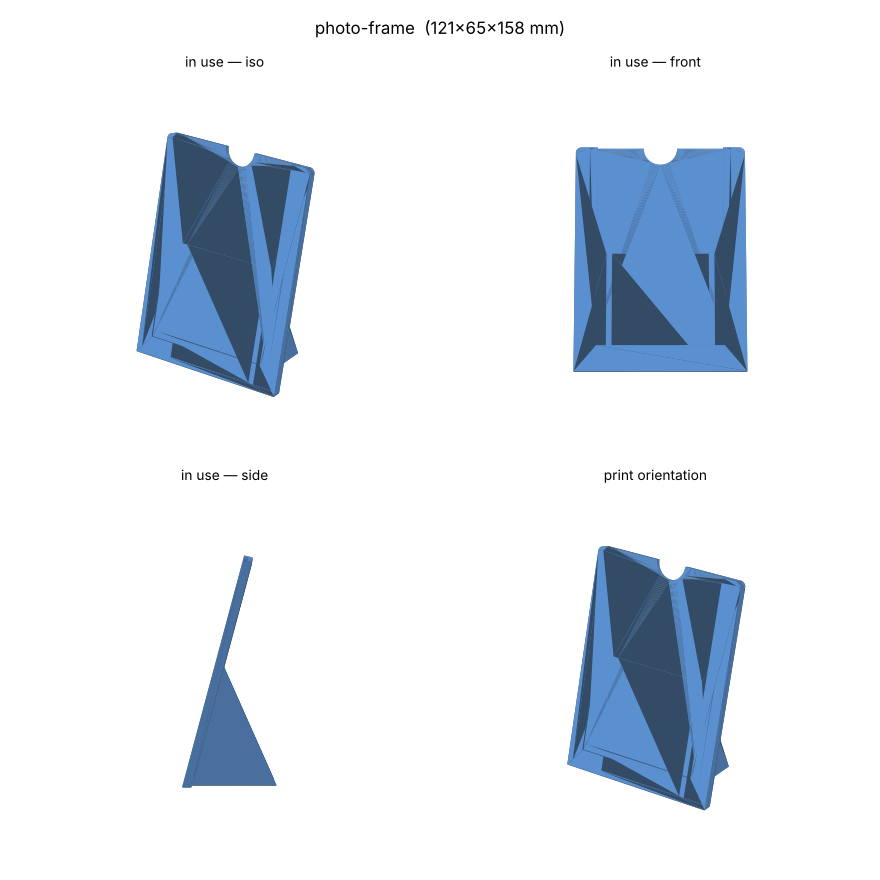 photo-frame  (121×65×158 mm)
in use — iso
in use — front
in use — side
print orientation